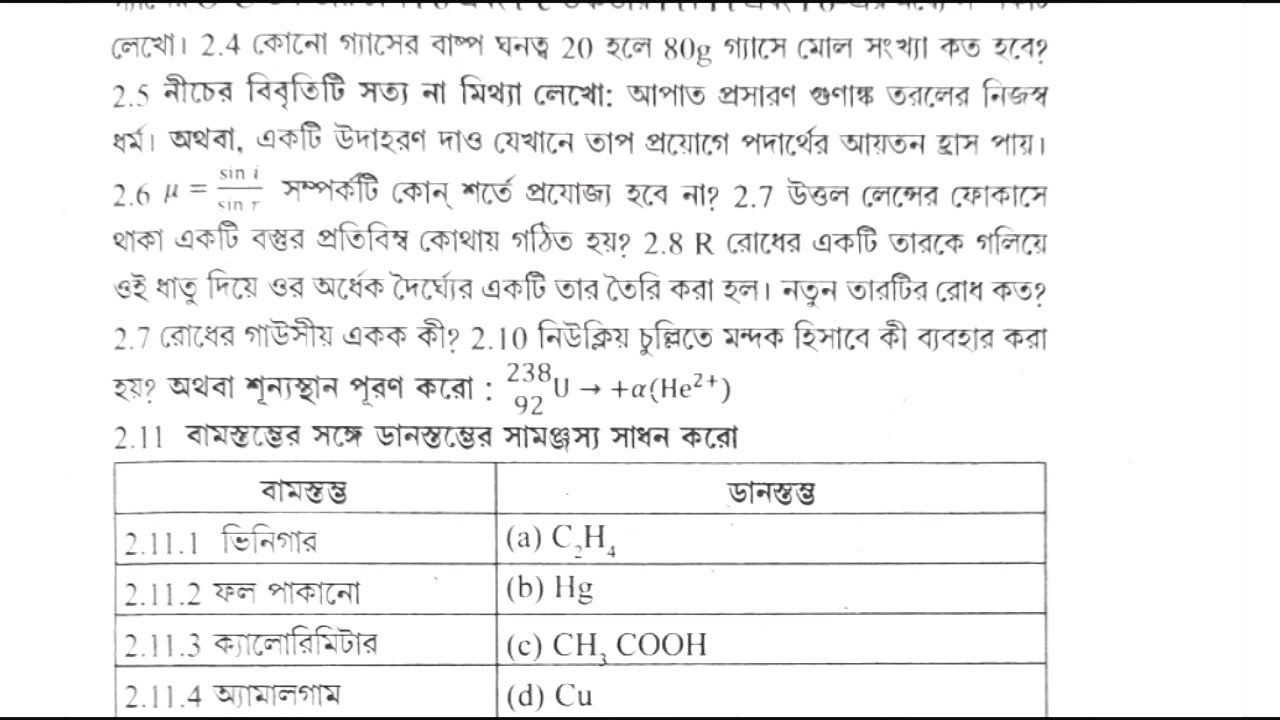 লেখো। 2.4 কোনো গ্যাসের বাষ্প ঘনত্ব 20 হলে 80g গ্যাসে মোল সংখ্যা কত হবে?
2.5 নীচের বিবৃতিটি সত্য না মিথ্যা লেখো: আপাত প্রসারণ গুণাঙ্ক তরলের নিজস্ব
ধর্ম। অথবা, একটি উদাহরণ দাও যেখানে তাপ প্রয়োগে পদার্থের আয়তন হ্রাস পায়।
2.6 μ = sin i / sin r সম্পর্কটি কোন্ শর্তে প্রযোজ্য হবে না? 2.7 উত্তল লেন্সের ফোকাসে
থাকা একটি বস্তুর প্রতিবিম্ব কোথায় গঠিত হয়? 2.8 R রোধের একটি তারকে গলিয়ে
ওই ধাতু দিয়ে ওর অর্ধেক দৈর্ঘ্যের একটি তার তৈরি করা হল। নতুন তারটির রোধ কত?
2.7 রোধের গাউসীয় একক কী? 2.10 নিউক্লিয় চুল্লিতে মন্দক হিসাবে কী ব্যবহার করা
হয়? অথবা শূন্যস্থান পূরণ করো : ²³⁸₉₂U → +α(He²⁺)
2.11 বামস্তম্ভের সঙ্গে ডানস্তম্ভের সামঞ্জস্য সাধন করো
বামস্তম্ভ ডানস্তম্ভ
2.11.1 ভিনিগার (a) C₂H₄
2.11.2 ফল পাকানো (b) Hg
2.11.3 ক্যালোরিমিটার (c) CH₃ COOH
2.11.4 অ্যামালগাম (d) Cu